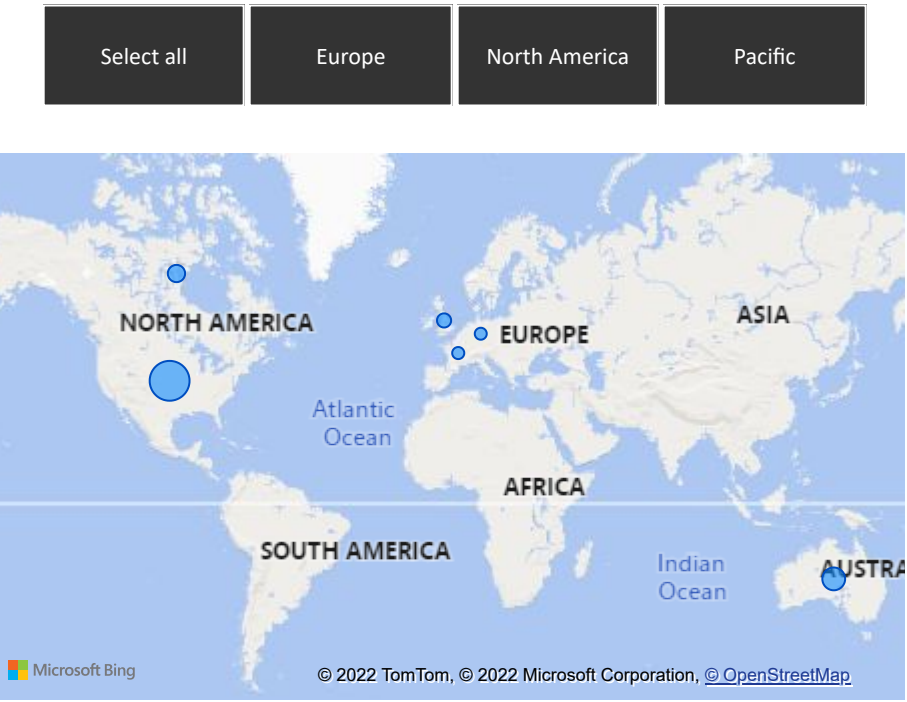 Select all
Europe
North America
Pacific
NORTH AMERICA
EUROPE
ASIA
Atlantic
Ocean
AFRICA
SOUTH AMERICA
Indian
Ocean
AUSTRA
Microsoft Bing
© 2022 TomTom, © 2022 Microsoft Corporation, © OpenStreetMap